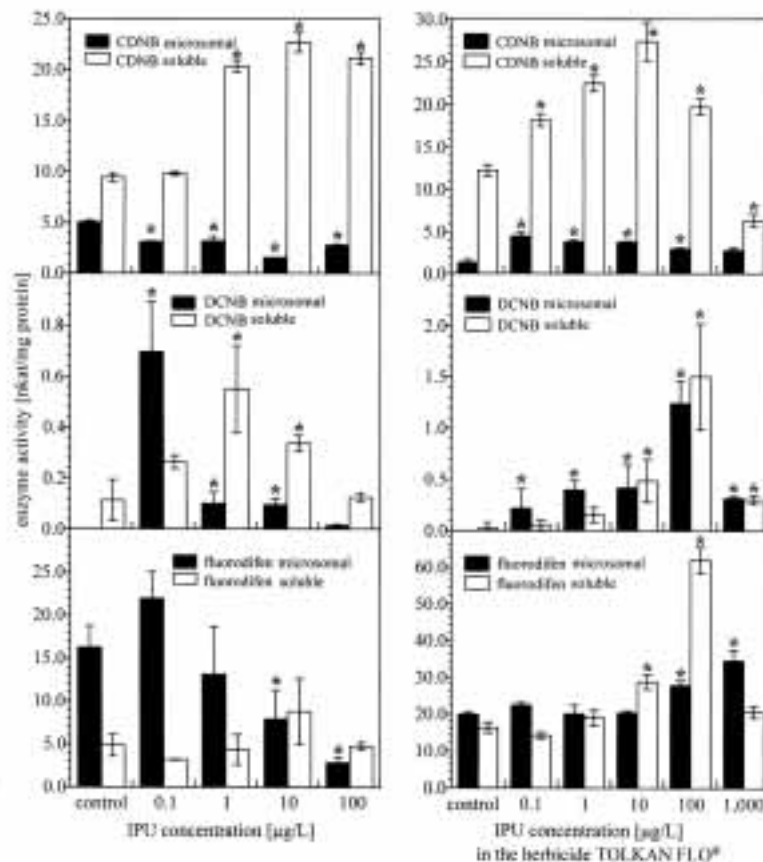 enzyme activity [nkat/mg protein]
25.0
20.0
15.0
10.0
5.0
0.0
CDNB microsomal
CDNB soluble
* * * *
* * *
0.8
0.6
0.4
0.2
0.0
DCNB microsomal
DCNB soluble
* * * * *
25.0
20.0
15.0
10.0
5.0
0.0
fluorodifen microsomal
fluorodifen soluble
* *
control 0.1 1 10 100
IPU concentration [µg/L]
30.0
25.0
20.0
15.0
10.0
5.0
0.0
CDNB microsomal
CDNB soluble
* * * * *
* * * *
2.0
1.5
1.0
0.5
0.0
DCNB microsomal
DCNB soluble
* * * * * * * *
60.0
50.0
40.0
30.0
20.0
10.0
0.0
fluorodifen microsomal
fluorodifen soluble
* * * *
control 0.1 1 10 100 1,000
IPU concentration [µg/L]
in the herbicide TOLKAN FLO®